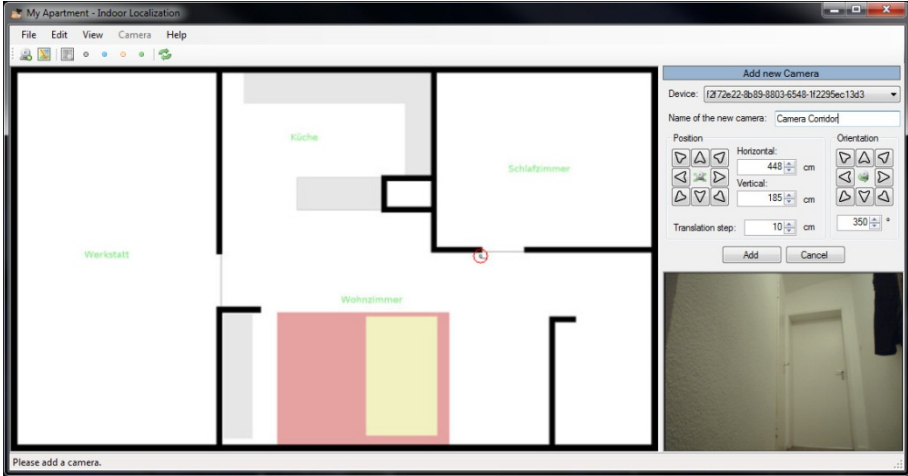 My Apartment - Indoor Localization
File Edit View Camera Help
Add new Camera
Device: f2f72e22-8b89-8803-6548-1f2295ec13d3
Name of the new camera: Camera Corridor
Position
Orientation
Horizontal:
448 cm
Vertical:
185 cm
Translation step: 10 cm
350 °
Add Cancel
Küche
Schlafzimmer
Werkstatt
Wohnzimmer
Please add a camera.